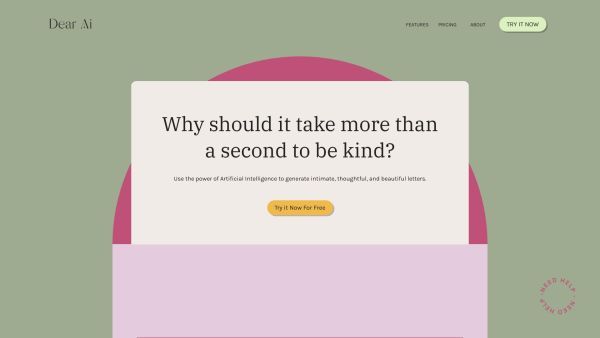 Dear Ai
FEATURES
PRICING
ABOUT
TRY IT NOW
Why should it take more than
a second to be kind?
Use the power of Artificial Intelligence to generate intimate, thoughtful, and beautiful letters.
Try it Now For Free
NEED HELP · NEED HELP ·